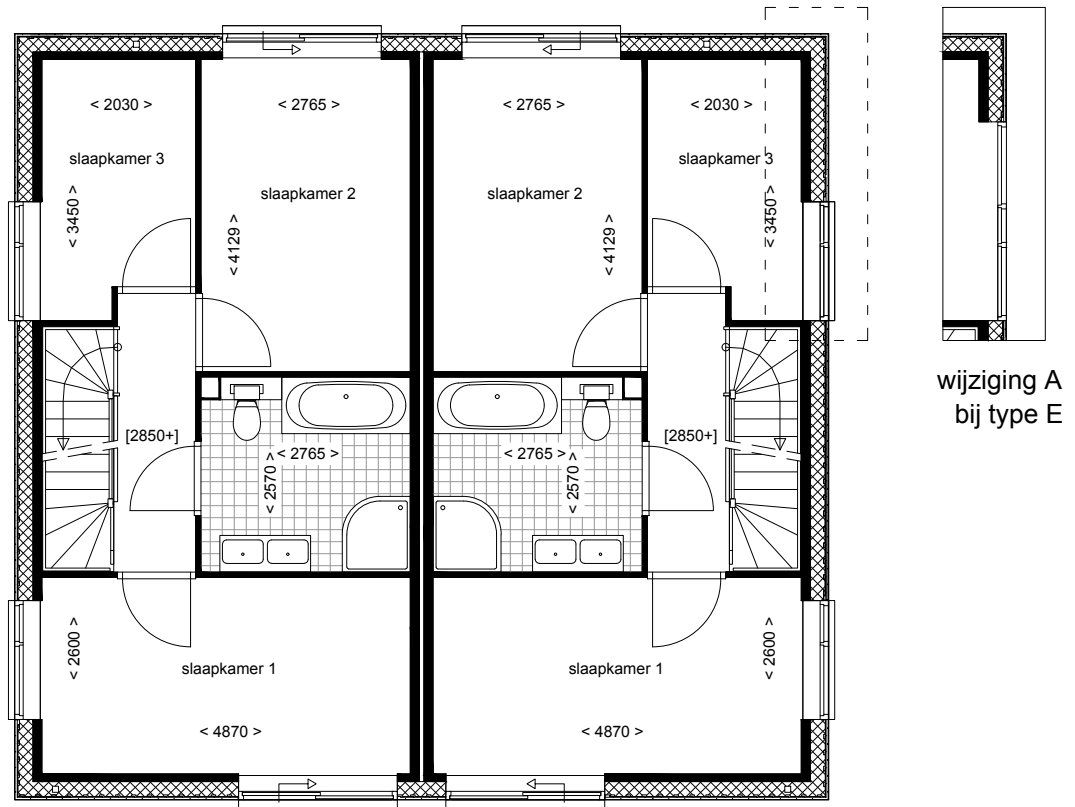 < 2030 >
< 2765 >
< 2765 >
< 2030 >
slaapkamer 3
slaapkamer 3
slaapkamer 2
slaapkamer 2
< 3450 >
< 4129 >
< 4129 >
< 3450 >
wijziging A
bij type E
[2850+]
[2850+]
< 2765 >
< 2765 >
< 2570 >
< 2570 >
< 2600 >
< 2600 >
slaapkamer 1
slaapkamer 1
< 4870 >
< 4870 >